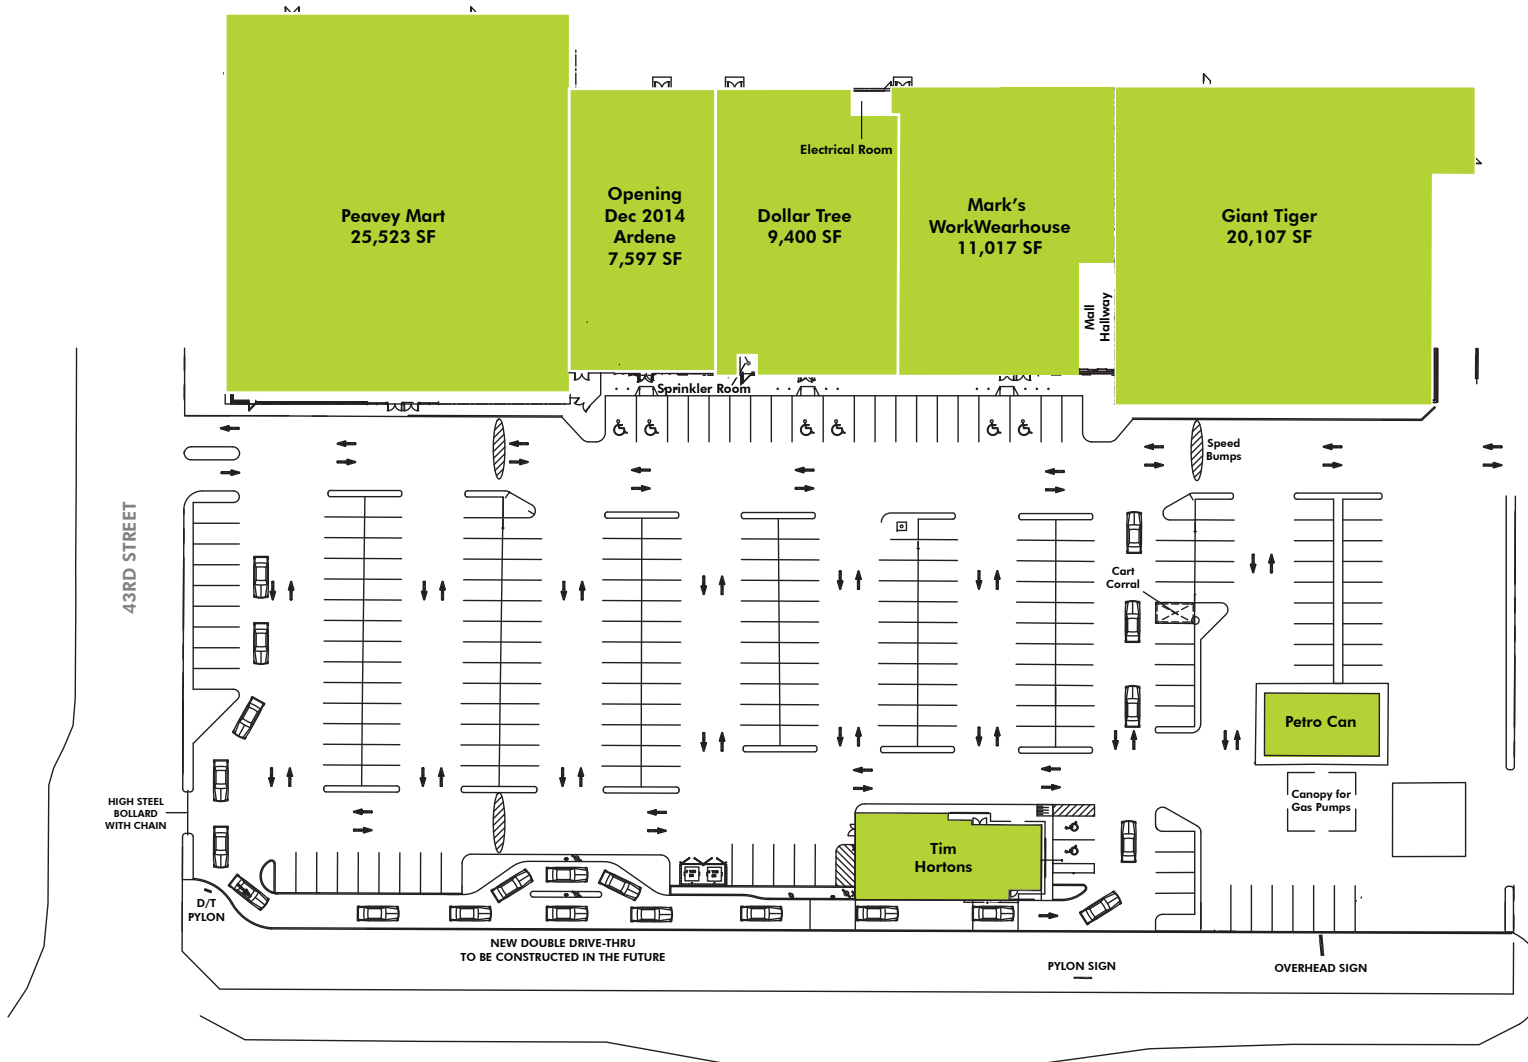 Electrical Room
Peavey Mart
25,523 SF
Opening
Dec 2014
Ardene
7,597 SF
Dollar Tree
9,400 SF
Mark's
WorkWearhouse
11,017 SF
Giant Tiger
20,107 SF
Mall
Hallway
Sprinkler Room
Speed
Bumps
43RD STREET
Cart
Corral
Petro Can
Canopy for
Gas Pumps
HIGH STEEL
BOLLARD
WITH CHAIN
Tim
Hortons
D/T
PYLON
NEW DOUBLE DRIVE-THRU
TO BE CONSTRUCTED IN THE FUTURE
PYLON SIGN
OVERHEAD SIGN